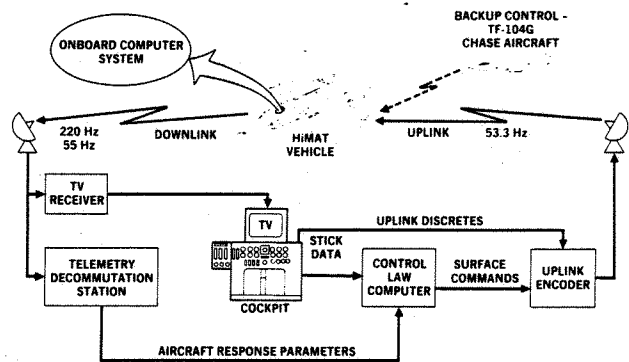 BACKUP CONTROL -
TF-104G
CHASE AIRCRAFT
ONBOARD COMPUTER
SYSTEM
220 Hz
55 Hz
DOWNLINK
HiMAT
VEHICLE
UPLINK
53.3 Hz
TV
RECEIVER
TV
UPLINK DISCRETES
STICK
DATA
TELEMETRY
DECOMMUTATION
STATION
COCKPIT
CONTROL
LAW
COMPUTER
SURFACE
COMMANDS
UPLINK
ENCODER
AIRCRAFT RESPONSE PARAMETERS